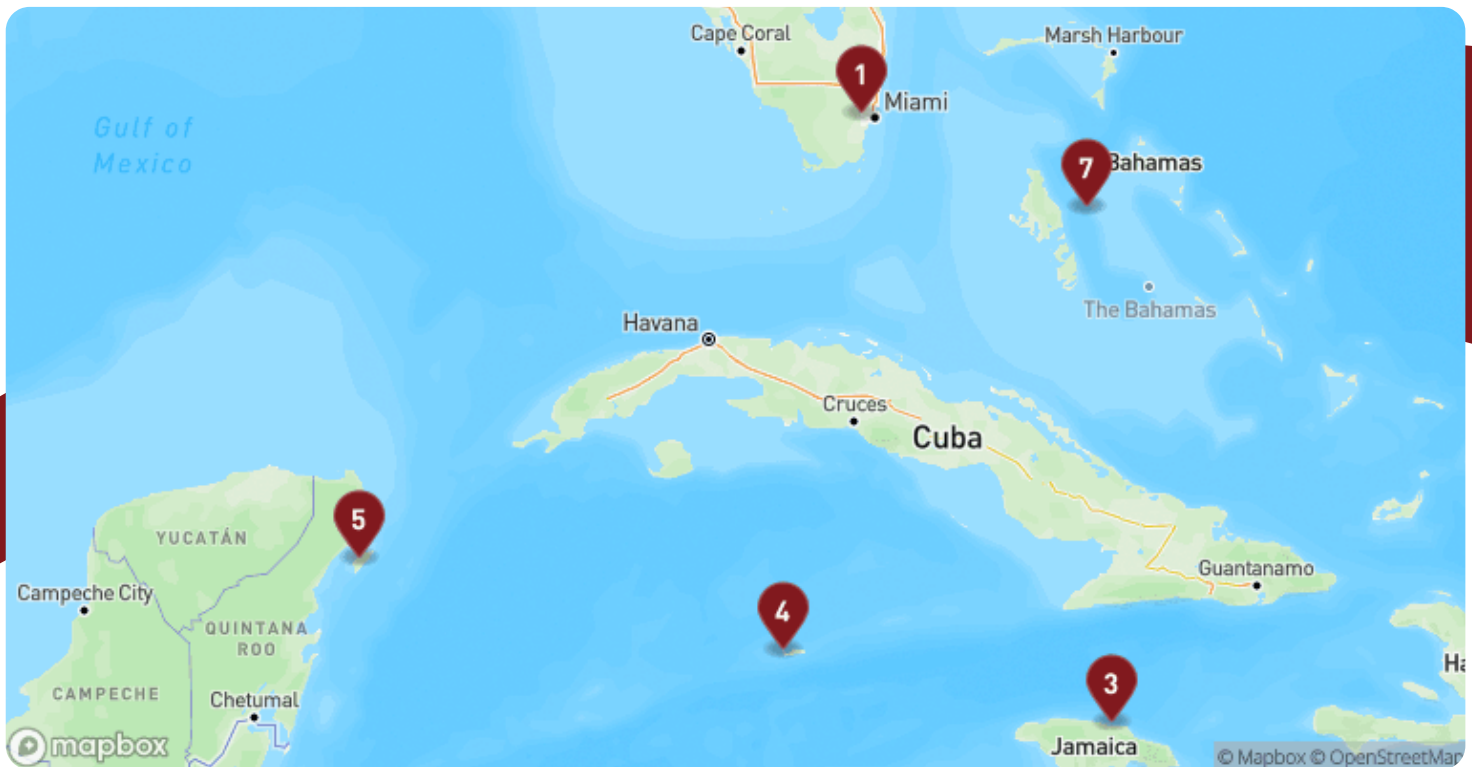 Cape Coral
Marsh Harbour
1
Miami
Gulf of
Mexico
7
Bahamas
The Bahamas
Havana
Cruces
Cuba
5
YUCATÁN
Guantanamo
Campeche City
4
QUINTANA
ROO
Ha
CAMPECHE
3
Chetumal
Jamaica
mapbox
© Mapbox © OpenStreetMap